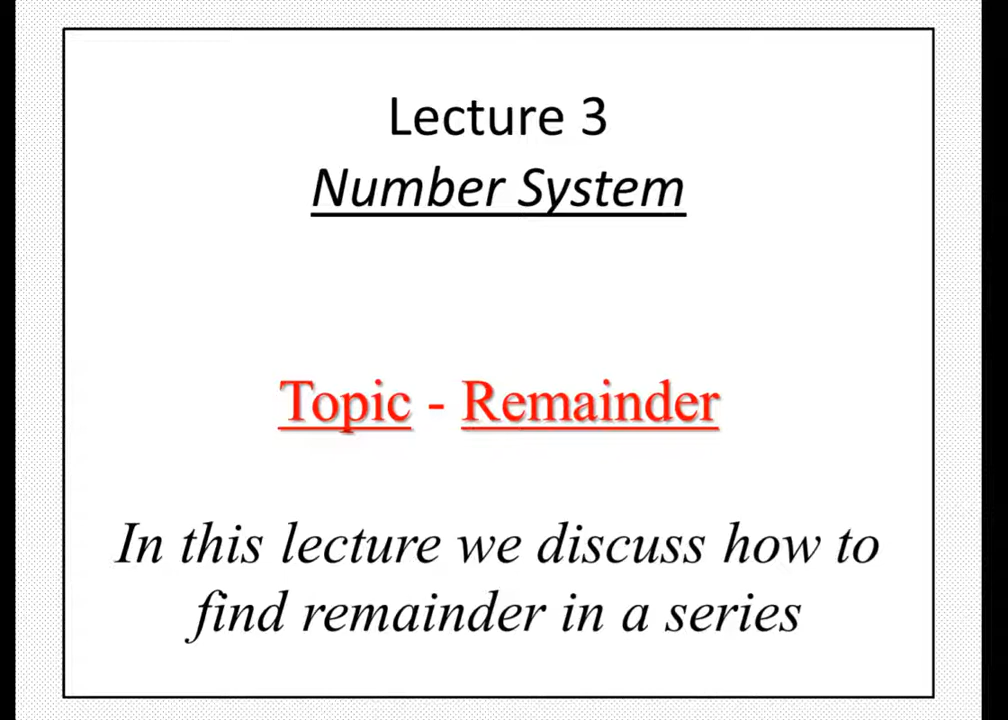 Lecture 3
Number System
Topic - Remainder
In this lecture we discuss how to
find remainder in a series